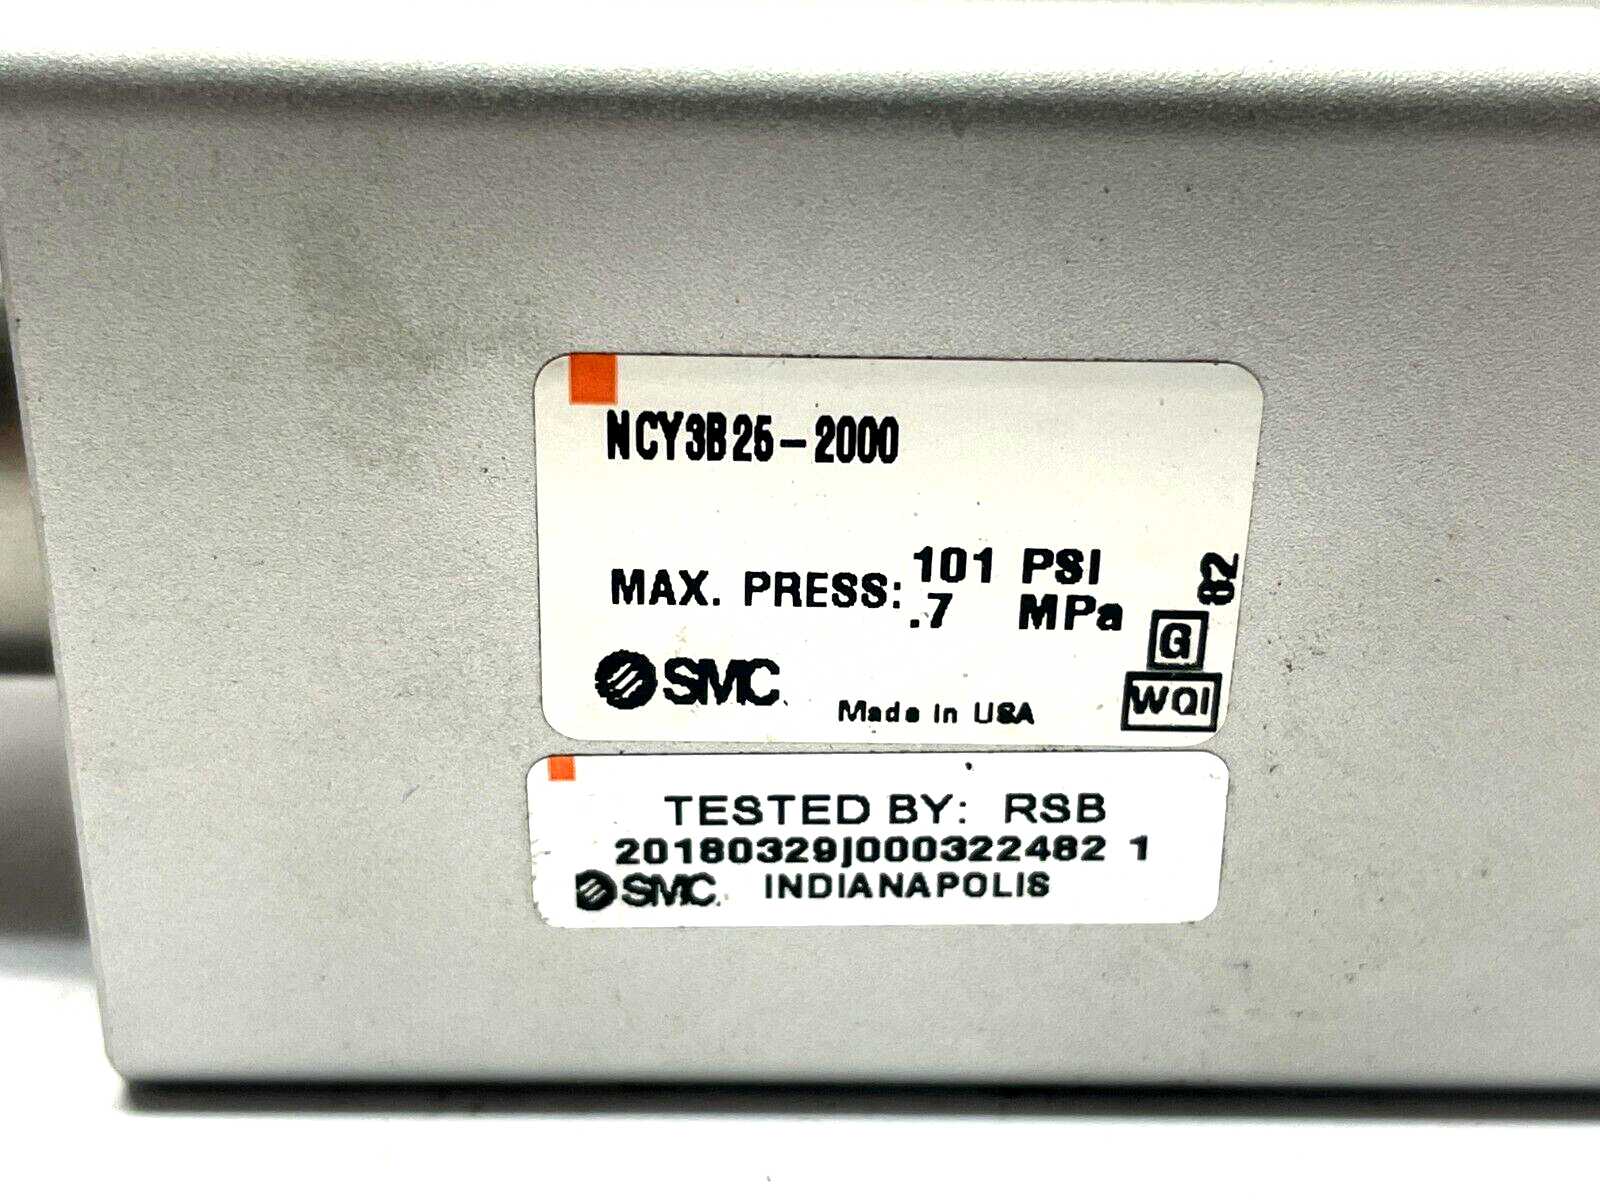 NCY3B25-2000
MAX. PRESS: 101 PSI
.7 MPa
82
G
WQI
SMC.
Made in USA
TESTED BY: RSB
20180329J000322482 1
SMC. INDIANAPOLIS